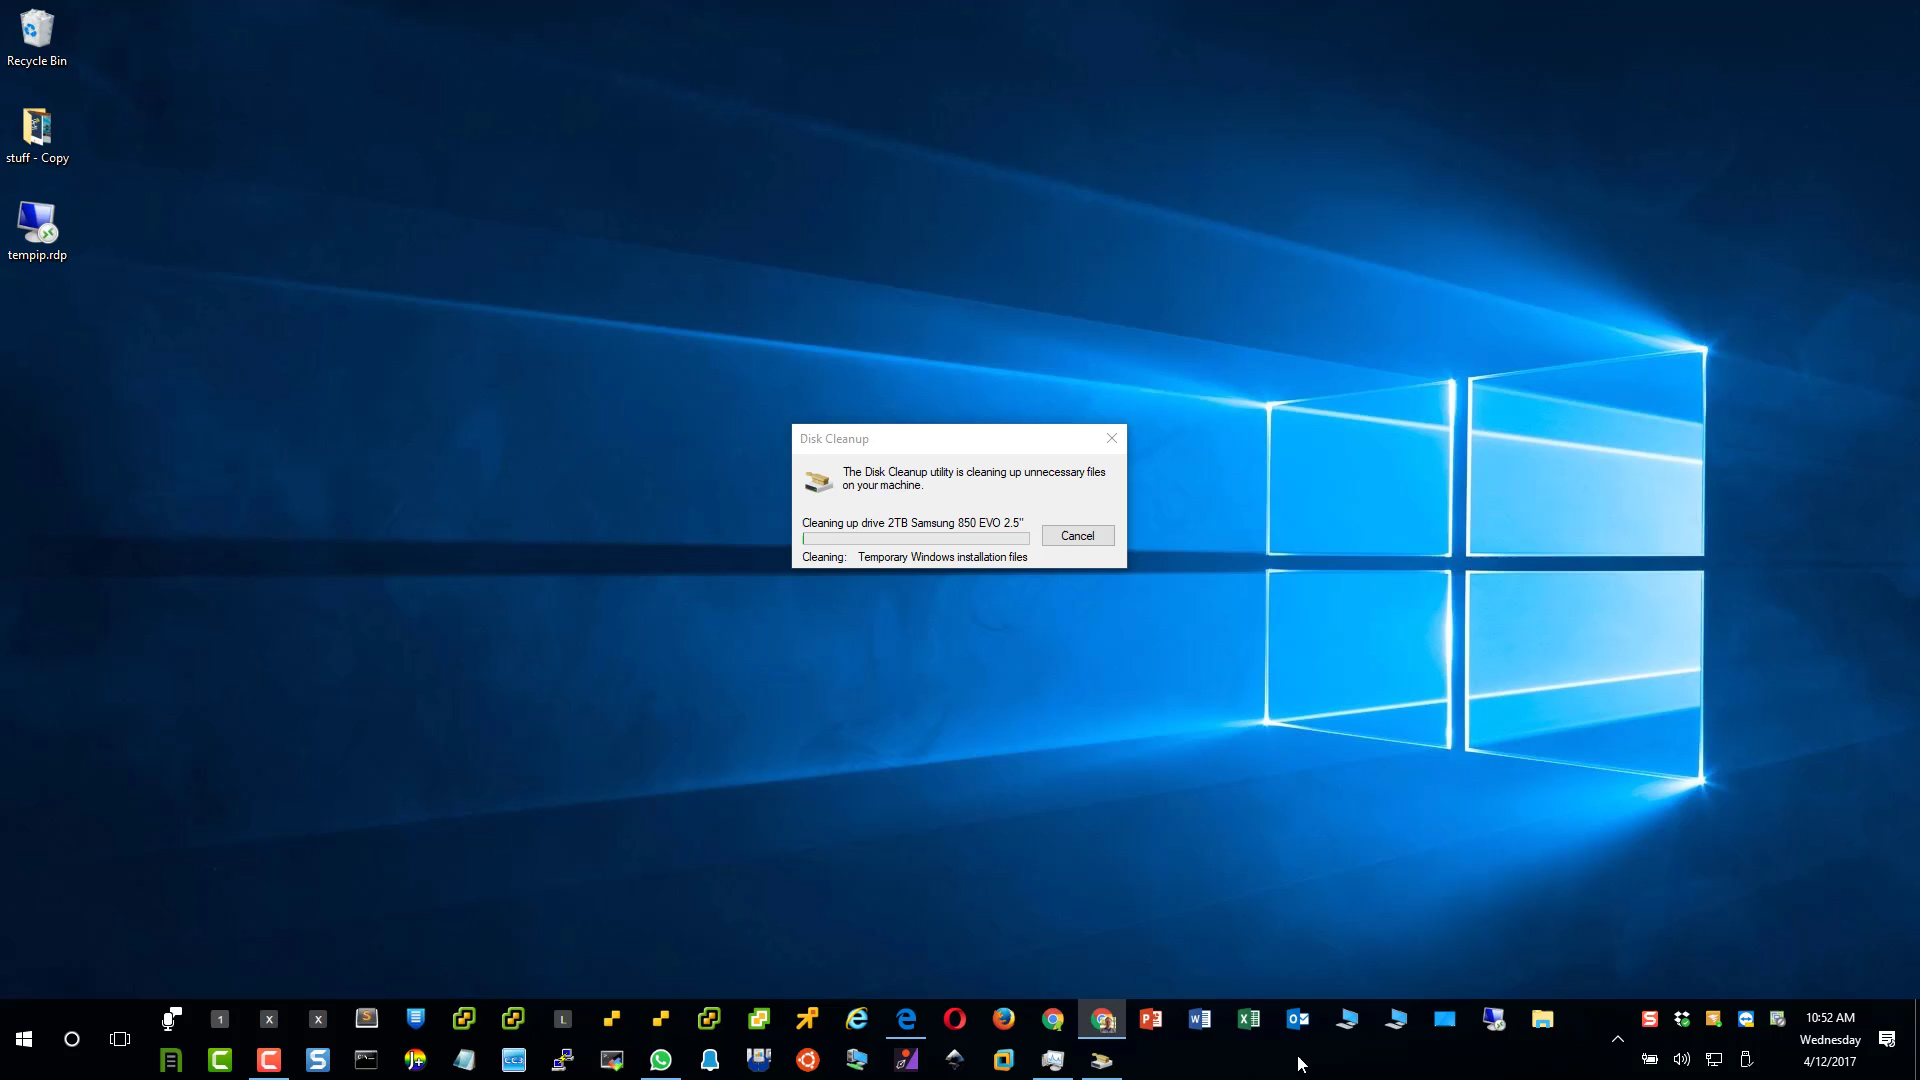 Recycle Bin
stuff - Copy
tempip.rdp
Disk Cleanup
The Disk Cleanup utility is cleaning up unnecessary files
on your machine.
Cleaning up drive 2TB Samsung 850 EVO 2.5"
Cancel
Cleaning: Temporary Windows installation files
10:52 AM
Wednesday
4/12/2017